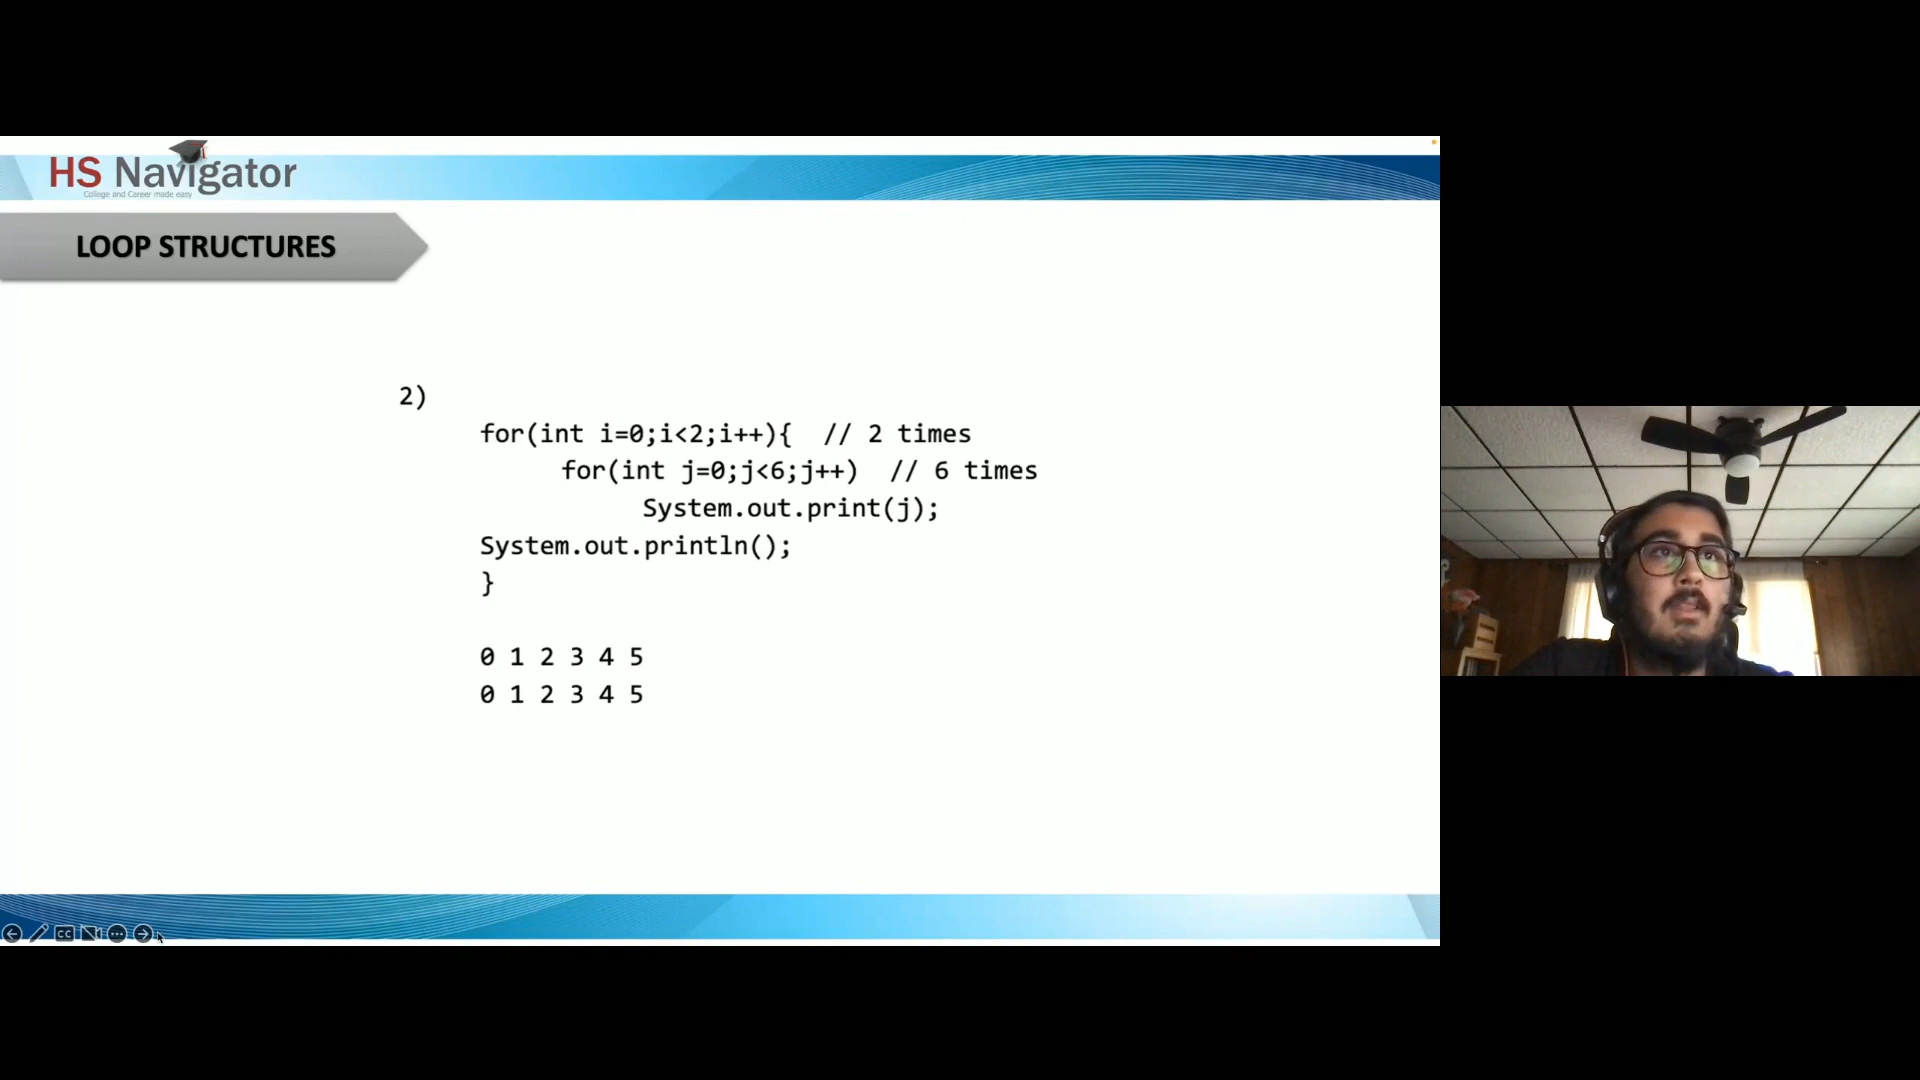 HS Navigator
College and Career made easy
LOOP STRUCTURES
2)
for(int i=0;i<2;i++){  // 2 times
for(int j=0;j<6;j++)  // 6 times
System.out.print(j);
System.out.println();
}
0 1 2 3 4 5
0 1 2 3 4 5
CC